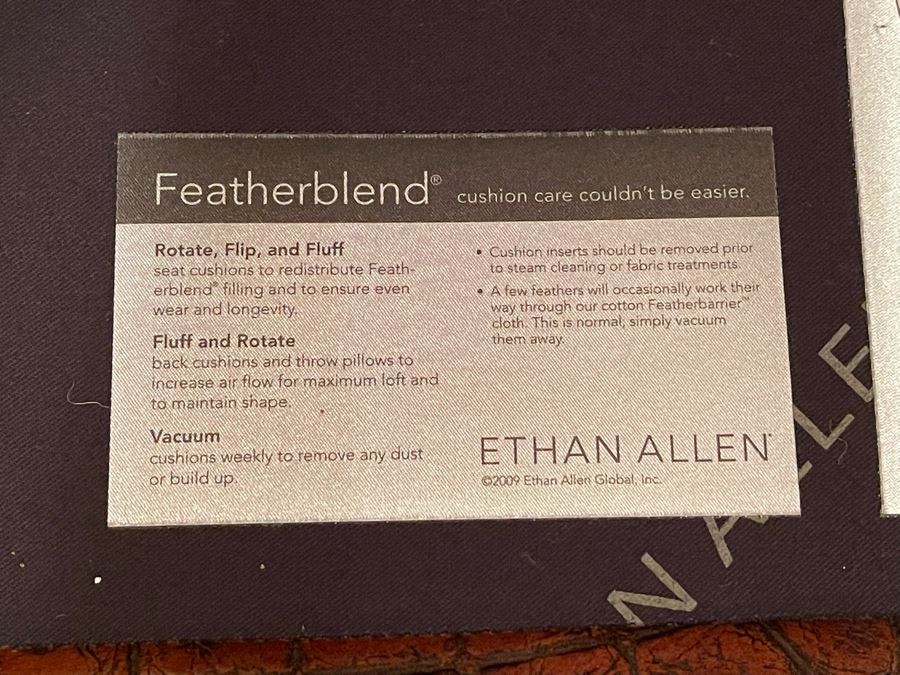 Featherblend® cushion care couldn't be easier.
Rotate, Flip, and Fluff
seat cushions to redistribute Feath-
erblend® filling and to ensure even
wear and longevity.
Fluff and Rotate
back cushions and throw pillows to
increase air flow for maximum loft and
to maintain shape.
Vacuum
cushions weekly to remove any dust
or build up.
• Cushion inserts should be removed prior
to steam cleaning or fabric treatments.
• A few feathers will occasionally work their
way through our cotton Featherbarrier™
cloth. This is normal, simply vacuum
them away.
ETHAN ALLEN®
©2009 Ethan Allen Global, Inc.
N ALLE